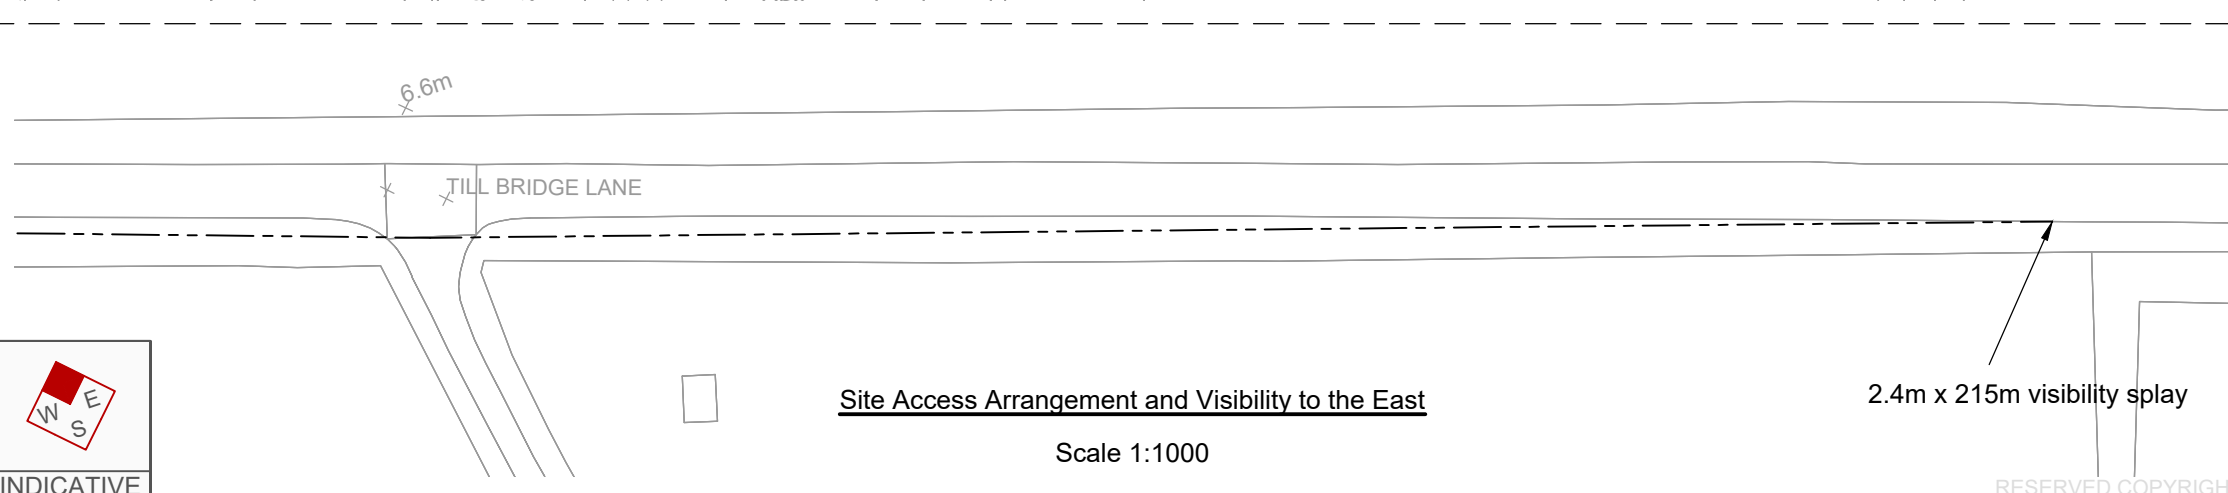 6.6m
TILL BRIDGE LANE
W E
S
INDICATIVE
Site Access Arrangement and Visibility to the East
Scale 1:1000
2.4m x 215m visibility splay
RESERVED COPYRIGH